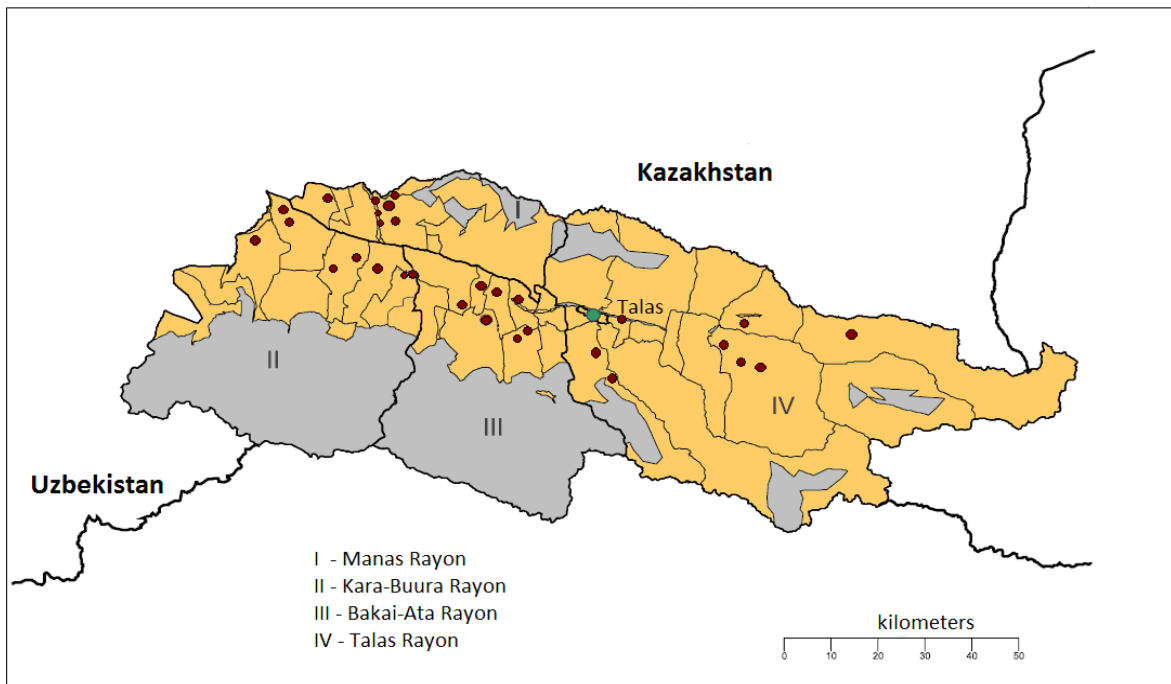 Kazakhstan
I
Talas
II
IV
III
Uzbekistan
I - Manas Rayon
II - Kara-Buura Rayon
III - Bakai-Ata Rayon
IV - Talas Rayon
kilometers
0 10 20 30 40 50